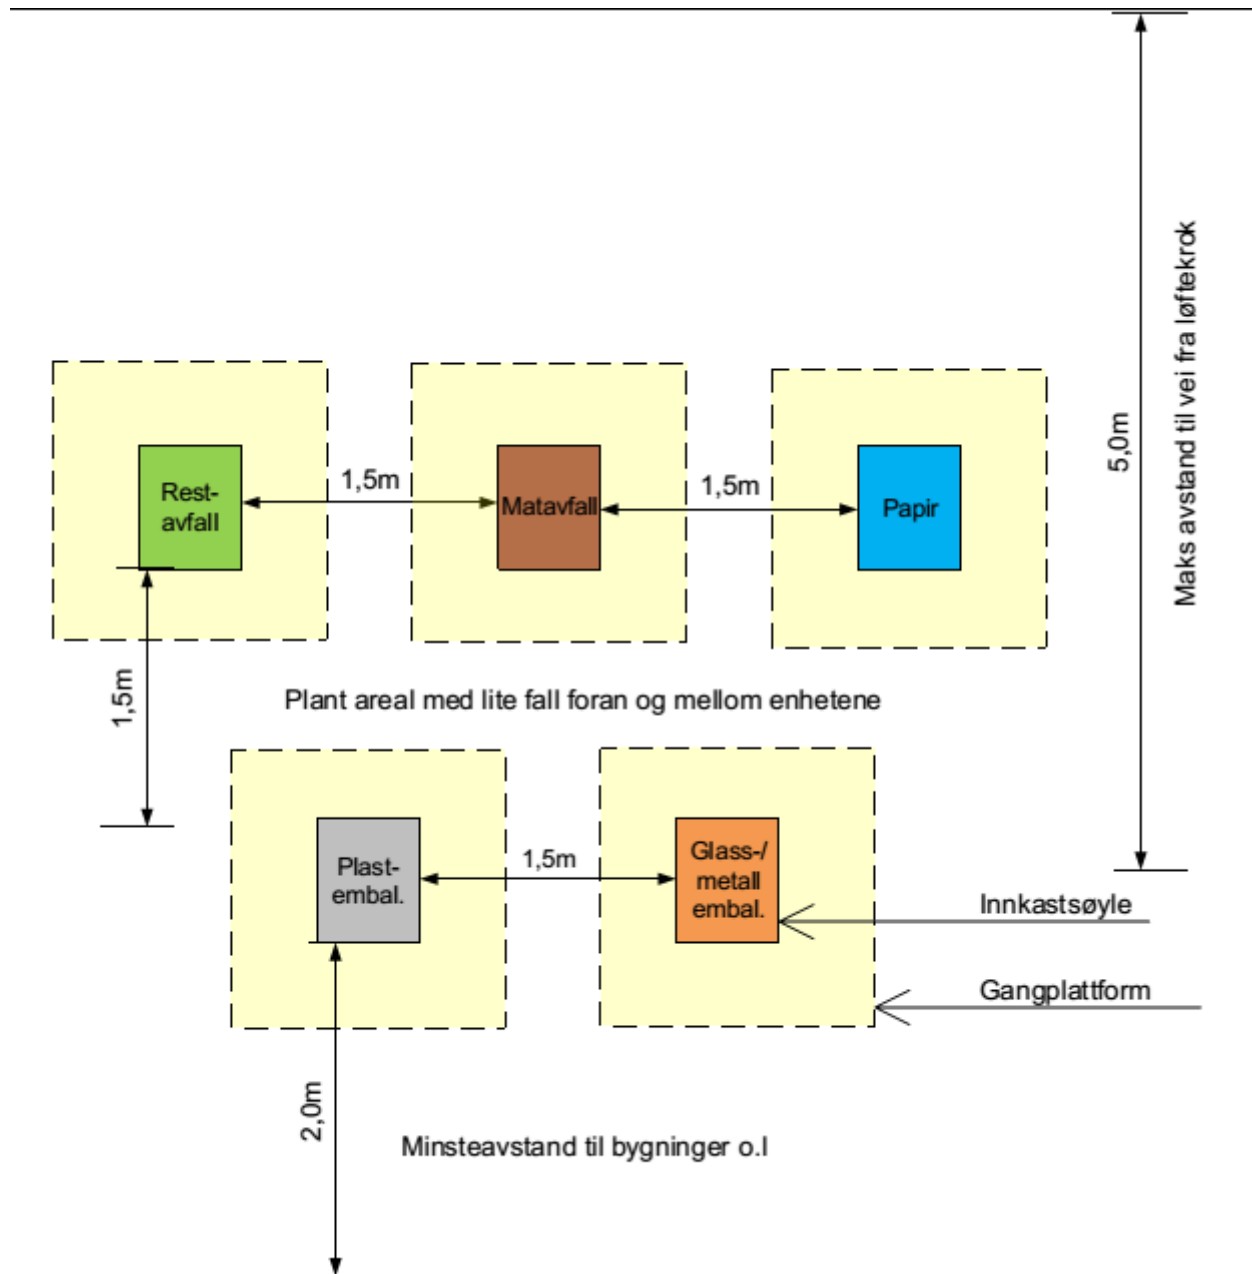 Maks avstand til vei fra løftekrok
5,0m
Rest-
avfall
1,5m
Matavfall
1,5m
Papir
1,5m
Plant areal med lite fall foran og mellom enhetene
Plast-
embal.
1,5m
Glass-/
metall
embal.
Innkastsøyle
Gangplattform
2,0m
Minsteavstand til bygninger o.l